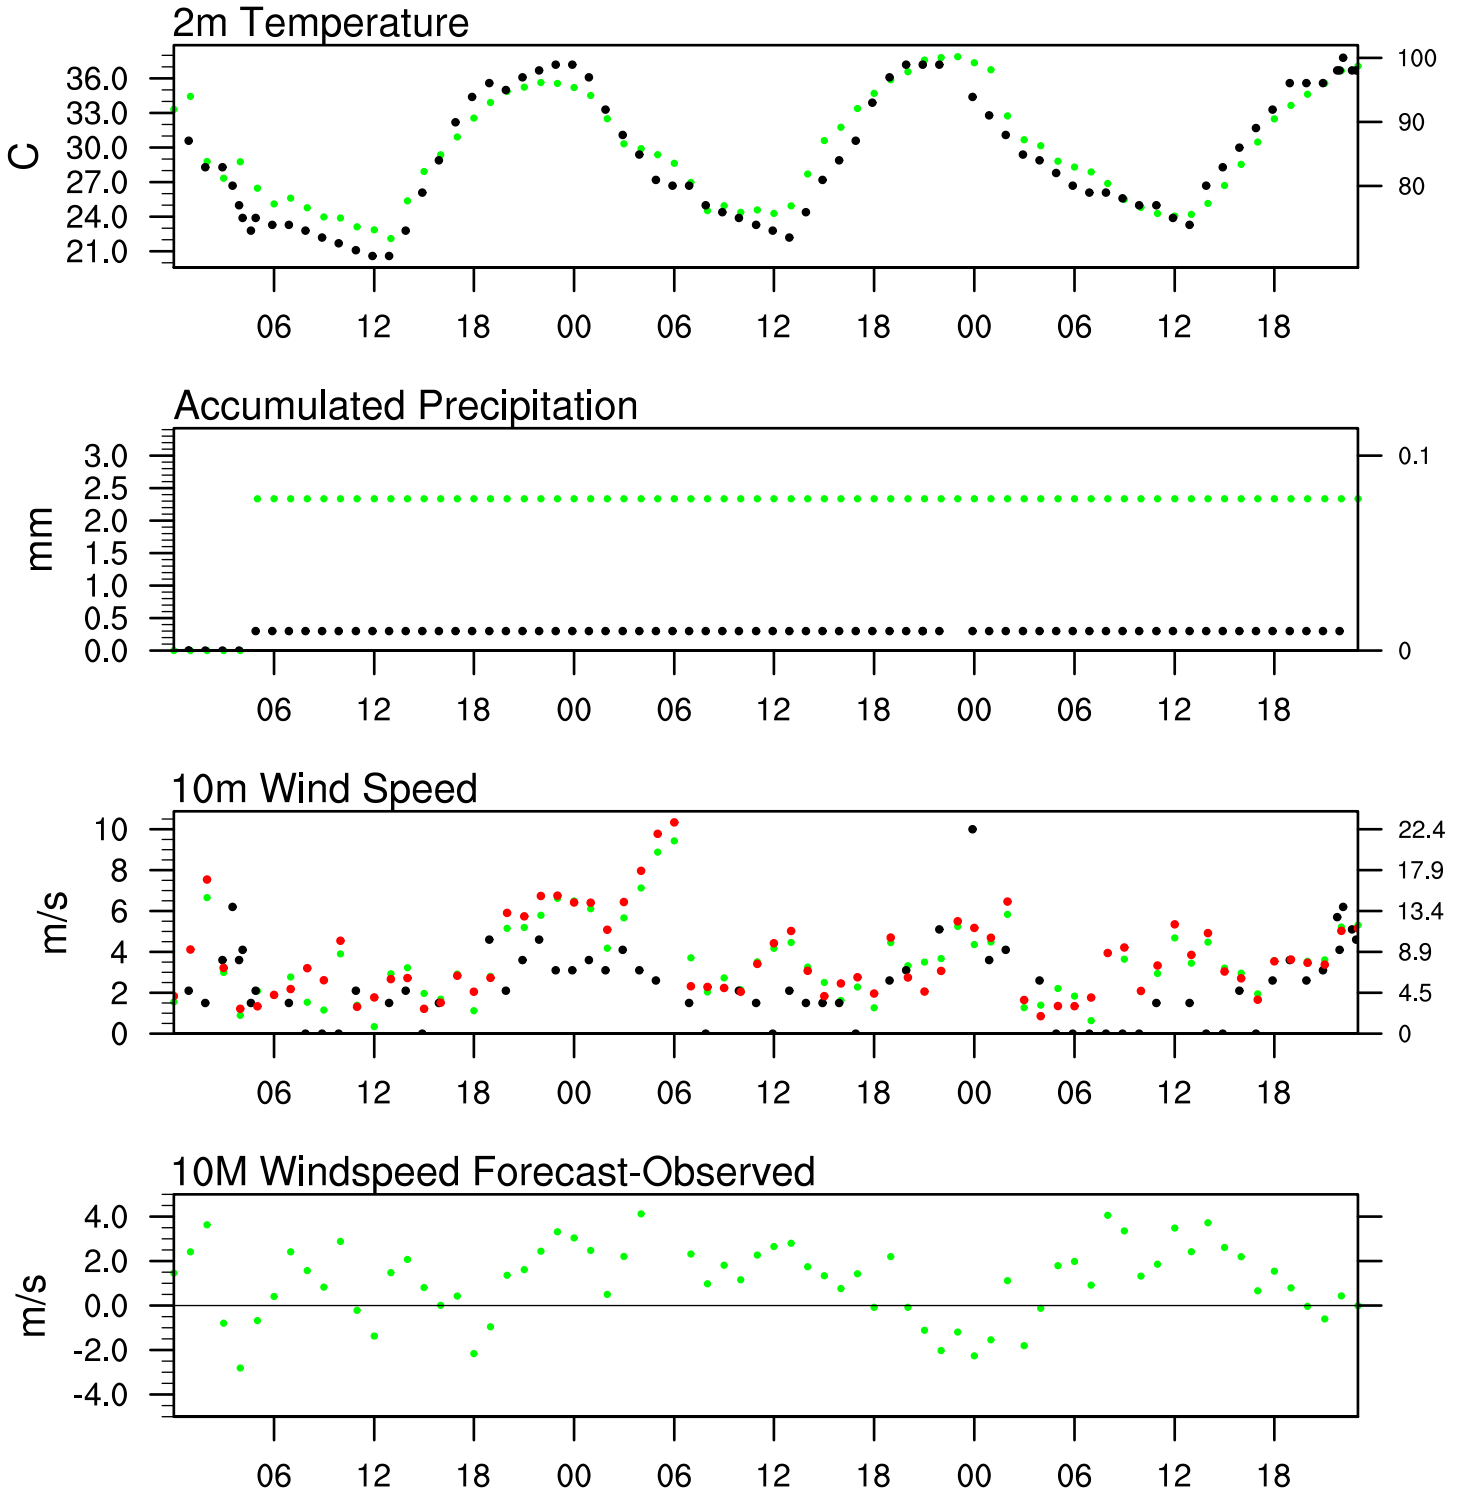 2m Temperature
36.0
33.0
30.0
27.0
24.0
21.0
C
100
90
80
06 12 18 00 06 12 18 00 06 12 18
Accumulated Precipitation
3.0
2.5
2.0
1.5
1.0
0.5
0.0
mm
0.1
0
06 12 18 00 06 12 18 00 06 12 18
10m Wind Speed
10
8
6
4
2
0
m/s
22.4
17.9
13.4
8.9
4.5
0
06 12 18 00 06 12 18 00 06 12 18
10M Windspeed Forecast-Observed
4.0
2.0
0.0
-2.0
-4.0
m/s
06 12 18 00 06 12 18 00 06 12 18